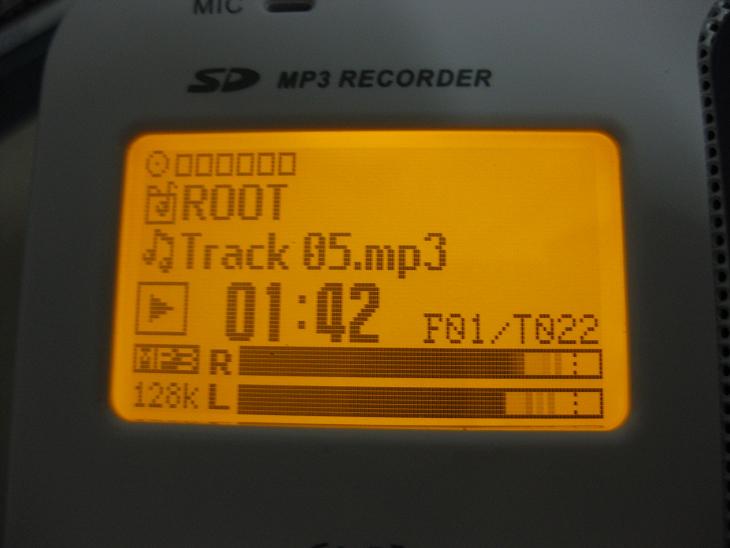 MIC
SD MP3 RECORDER
□□□□□□
ROOT
Track 05.mp3
01:42 F01/T022
MP3 R
128k L